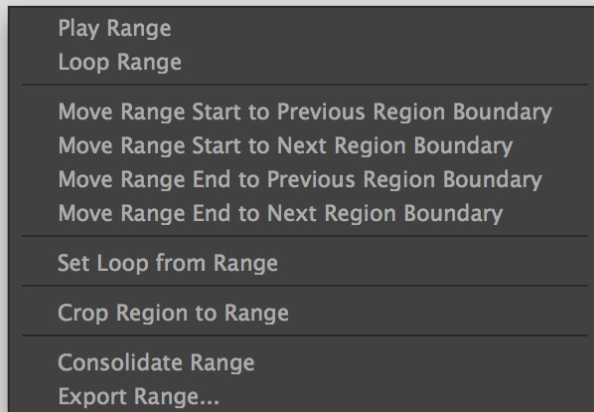 Play Range
Loop Range
Move Range Start to Previous Region Boundary
Move Range Start to Next Region Boundary
Move Range End to Previous Region Boundary
Move Range End to Next Region Boundary
Set Loop from Range
Crop Region to Range
Consolidate Range
Export Range...